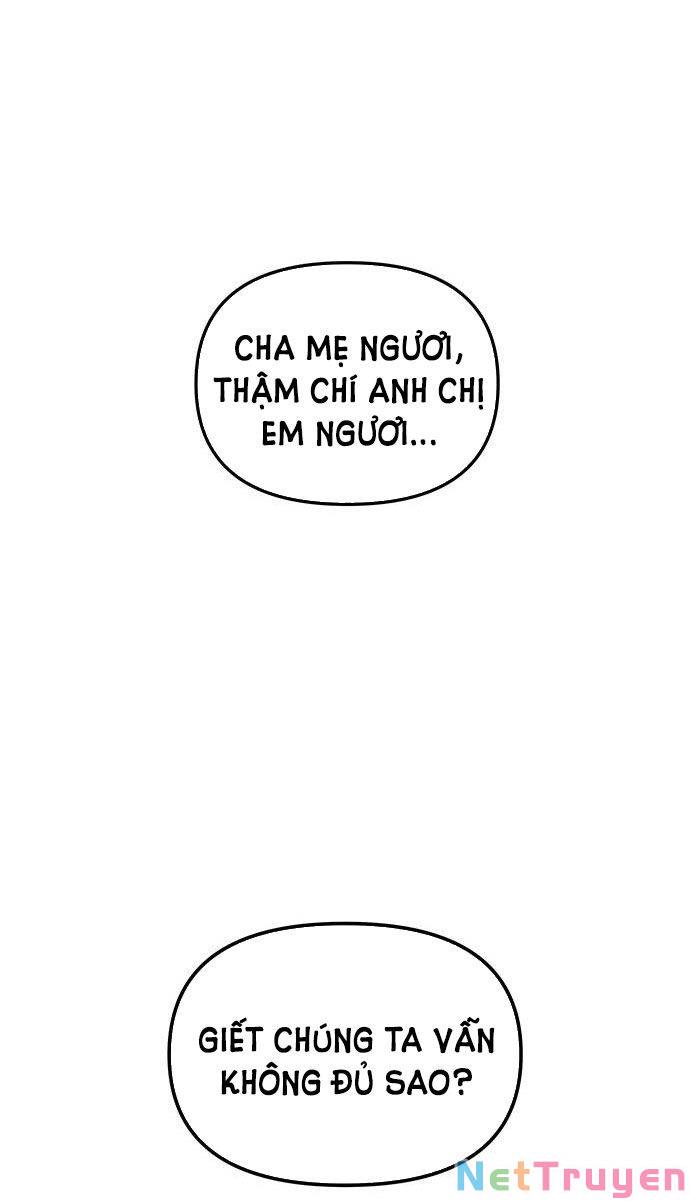 CHA MẸ NGƯƠI,
THẬM CHÍ ANH CHỊ
EM NGƯƠI...
GIẾT CHÚNG TA VẪN
KHÔNG ĐỦ SAO?
NetTruyen